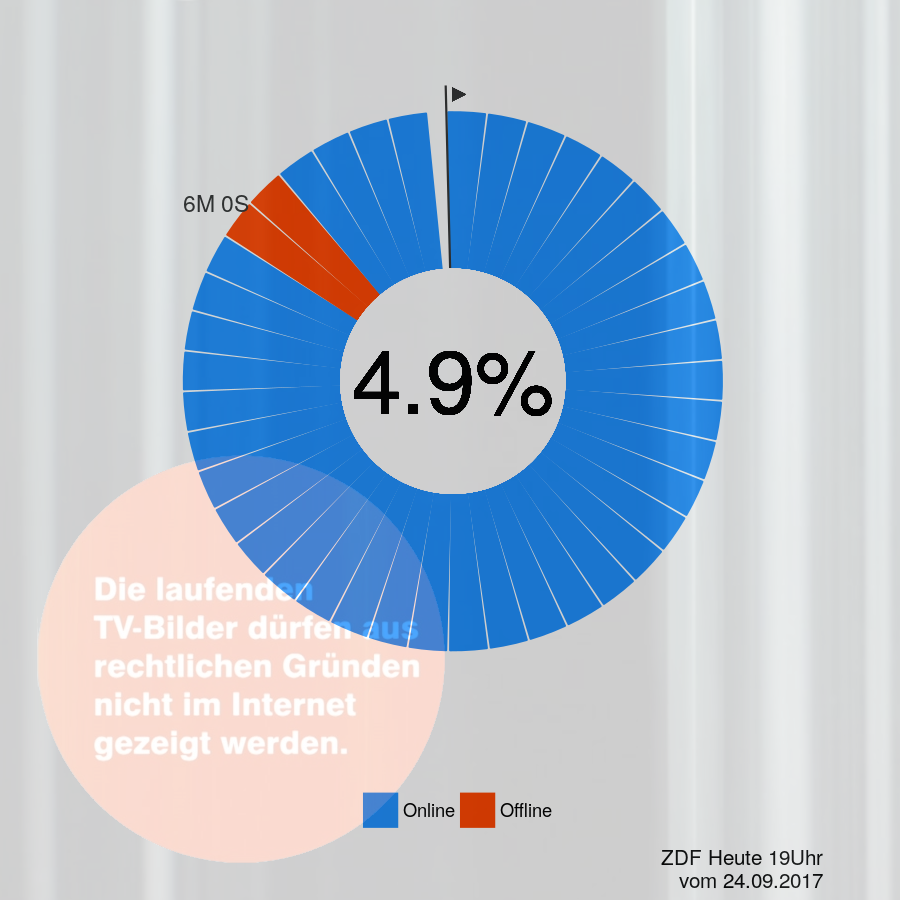 6M 0S
4.9%
Die laufenden
TV-Bilder dürfen aus
rechtlichen Gründen
nicht im Internet
gezeigt werden.
Online Offline
ZDF Heute 19Uhr
vom 24.09.2017